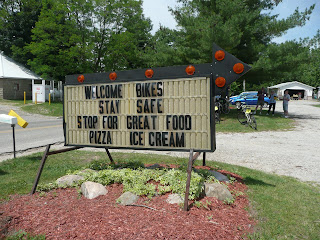 WELCOME BIKES
STAY SAFE
STOP FOR GREAT FOOD
PIZZA ICE CREAM